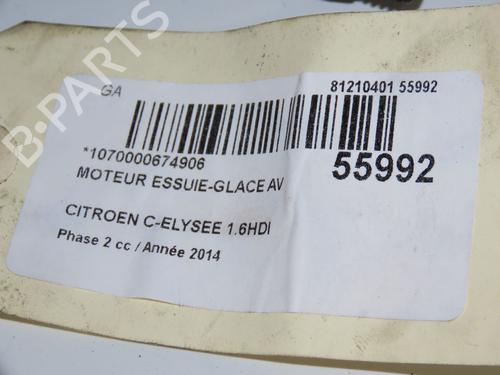 GA
81210401 55992
*1070000674906
55992
MOTEUR ESSUIE-GLACE AV
CITROEN C-ELYSEE 1.6HDI
Phase 2 cc / Année 2014
B-PARTS